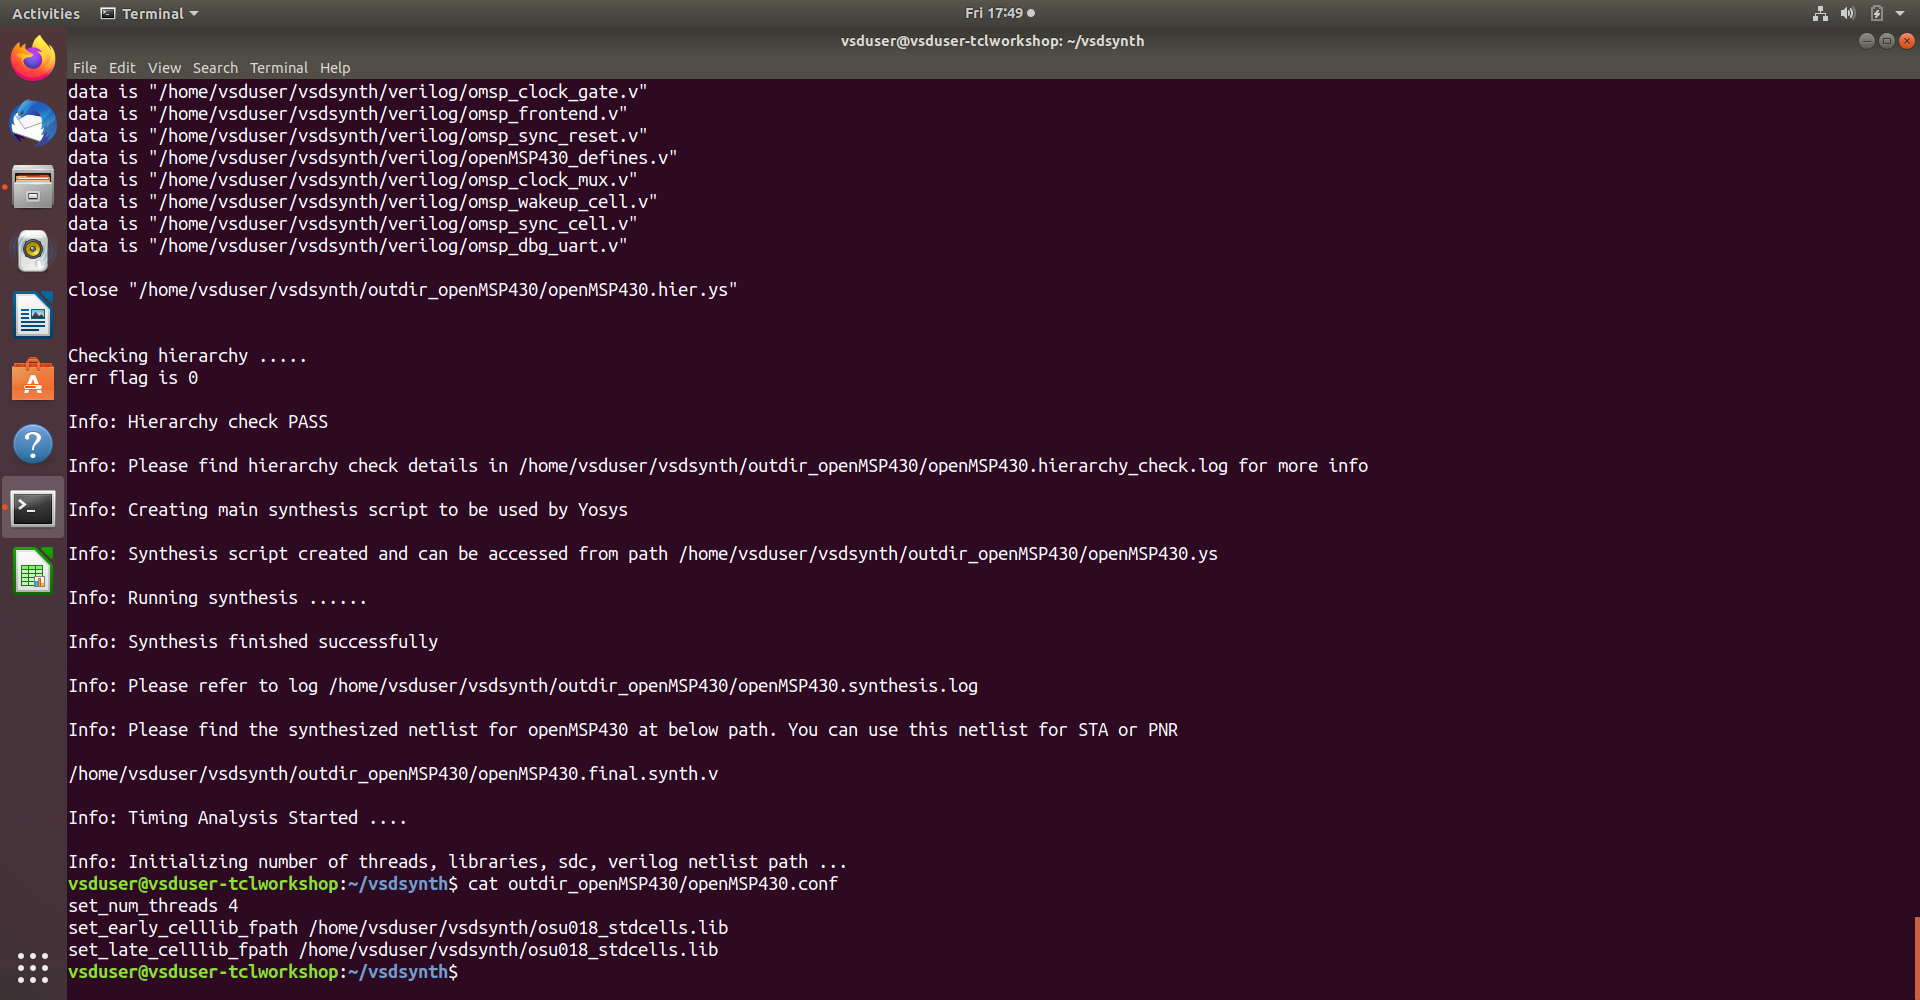 Activities
Terminal
Fri 17:49
vsduser@vsduser-tclworkshop: ~/vsdsynth
File Edit View Search Terminal Help
data is "/home/vsduser/vsdsynth/verilog/omsp_clock_gate.v"
data is "/home/vsduser/vsdsynth/verilog/omsp_frontend.v"
data is "/home/vsduser/vsdsynth/verilog/omsp_sync_reset.v"
data is "/home/vsduser/vsdsynth/verilog/openMSP430_defines.v"
data is "/home/vsduser/vsdsynth/verilog/omsp_clock_mux.v"
data is "/home/vsduser/vsdsynth/verilog/omsp_wakeup_cell.v"
data is "/home/vsduser/vsdsynth/verilog/omsp_sync_cell.v"
data is "/home/vsduser/vsdsynth/verilog/omsp_dbg_uart.v"
close "/home/vsduser/vsdsynth/outdir_openMSP430/openMSP430.hier.ys"
Checking hierarchy .....
err flag is 0
Info: Hierarchy check PASS
Info: Please find hierarchy check details in /home/vsduser/vsdsynth/outdir_openMSP430/openMSP430.hierarchy_check.log for more info
Info: Creating main synthesis script to be used by Yosys
Info: Synthesis script created and can be accessed from path /home/vsduser/vsdsynth/outdir_openMSP430/openMSP430.ys
Info: Running synthesis ......
Info: Synthesis finished successfully
Info: Please refer to log /home/vsduser/vsdsynth/outdir_openMSP430/openMSP430.synthesis.log
Info: Please find the synthesized netlist for openMSP430 at below path. You can use this netlist for STA or PNR
/home/vsduser/vsdsynth/outdir_openMSP430/openMSP430.final.synth.v
Info: Timing Analysis Started ....
Info: Initializing number of threads, libraries, sdc, verilog netlist path ...
vsduser@vsduser-tclworkshop:~/vsdsynth$ cat outdir_openMSP430/openMSP430.conf
set_num_threads 4
set_early_celllib_fpath /home/vsduser/vsdsynth/osu018_stdcells.lib
set_late_celllib_fpath /home/vsduser/vsdsynth/osu018_stdcells.lib
vsduser@vsduser-tclworkshop:~/vsdsynth$